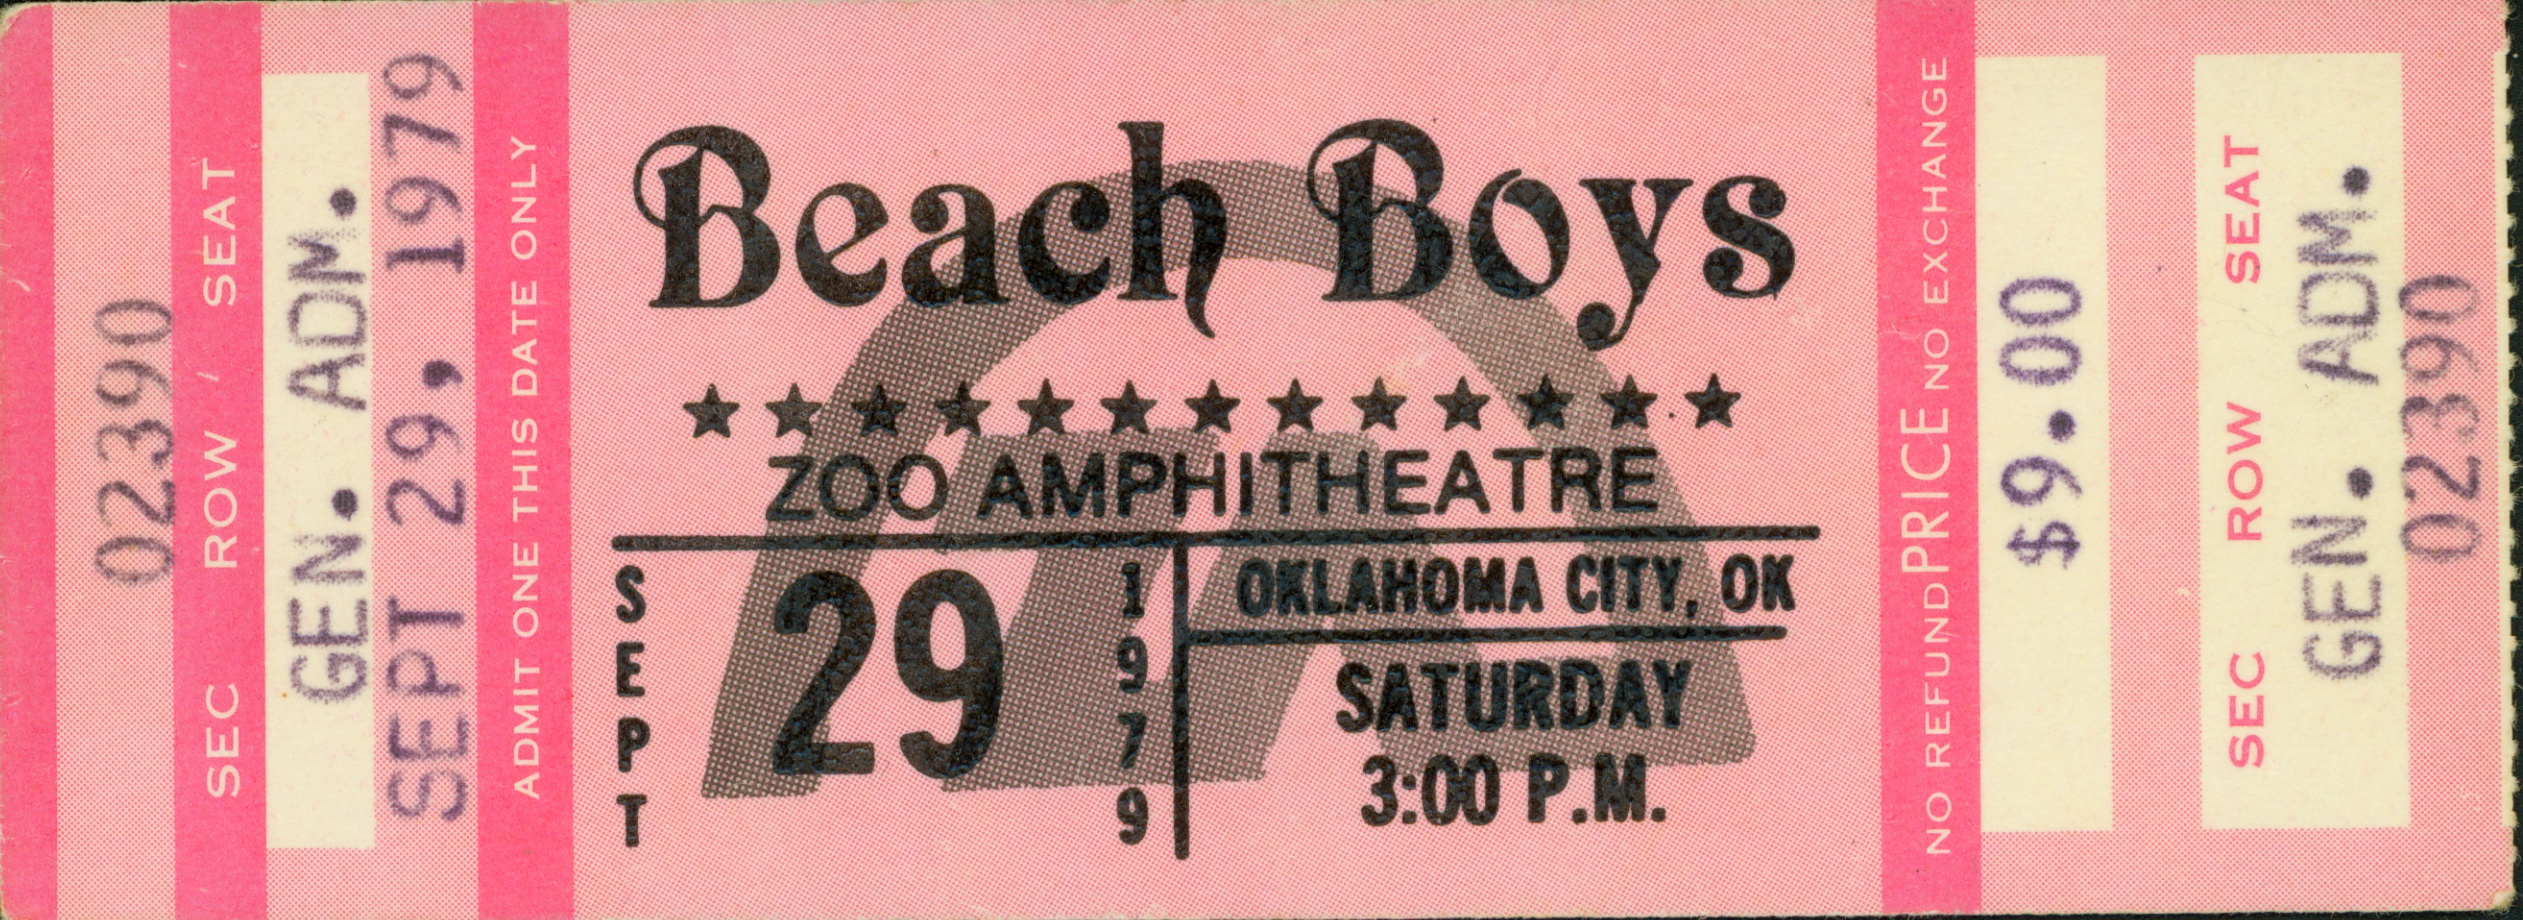 02390
SEC ROW SEAT
GEN. ADM.
SEPT 29, 1979
ADMIT ONE THIS DATE ONLY
Beach Boys
ZOO AMPHITHEATRE
SEPT 29 1979
OKLAHOMA CITY, OK
SATURDAY
3:00 P.M.
NO REFUND PRICE NO EXCHANGE
$9.00
SEC ROW SEAT
GEN. ADM.
02390